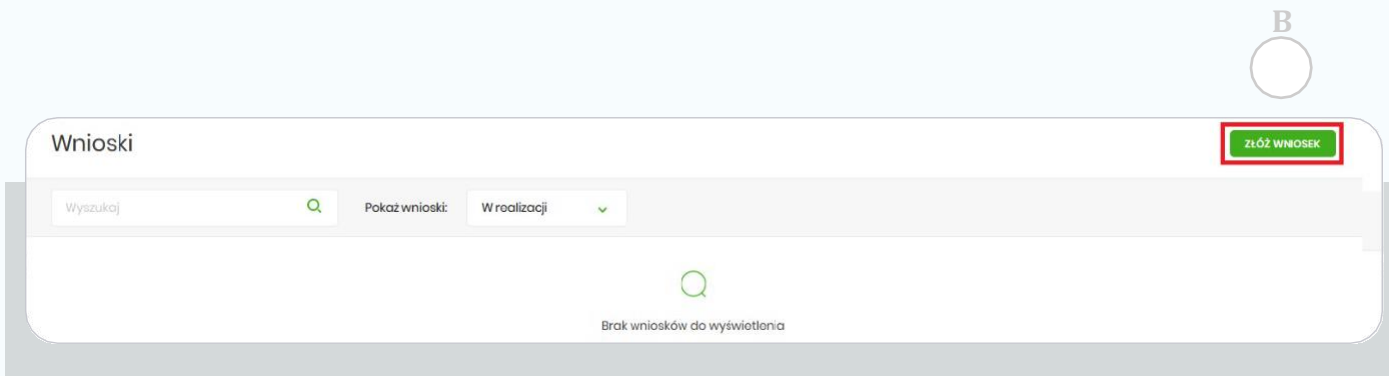 B
Wnioski
ZŁÓŻ WNIOSEK
Wyszukaj
Pokaż wnioski:
W realizacji
Brak wniosków do wyświetlenia